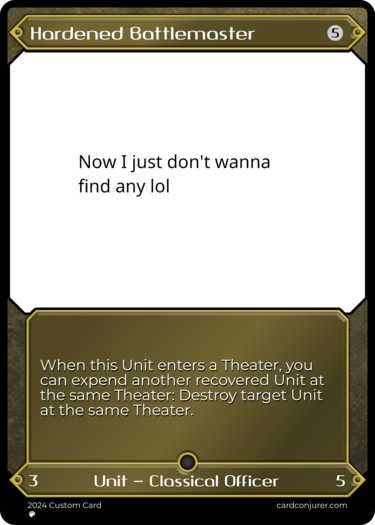 Hardened Battlemaster 5
Now I just don't wanna
find any lol
When this Unit enters a Theater, you
can expend another recovered Unit at
the same Theater: Destroy target Unit
at the same Theater.
3 Unit – Classical Officer 5
2024 Custom Card cardconjurer.com